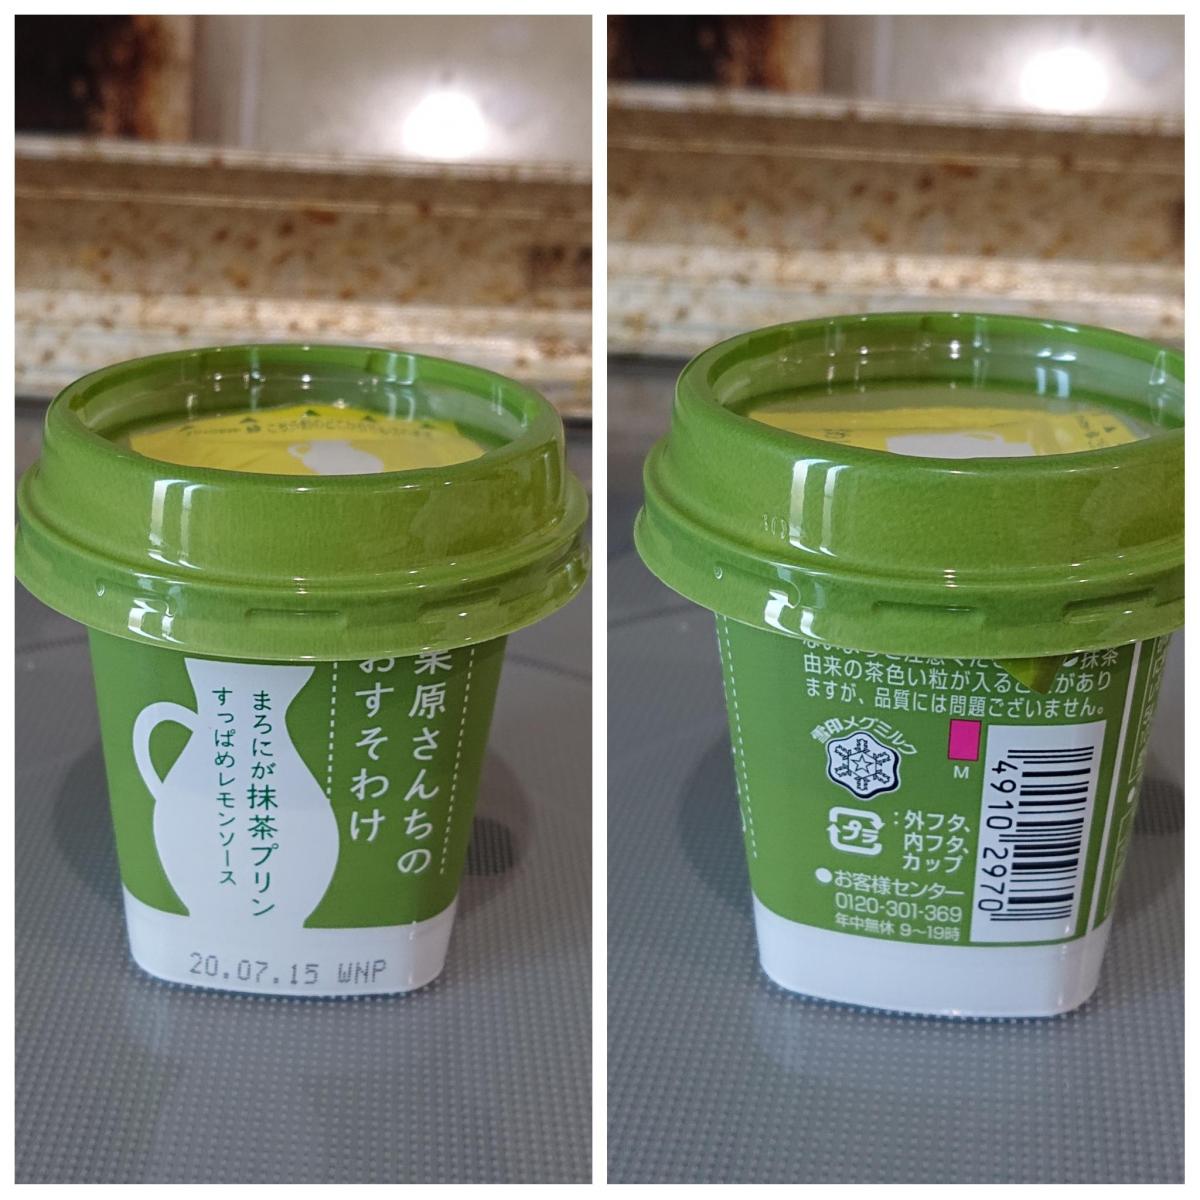 栗原さんちの
おすそわけ
まろにが抹茶プリン
すっぱめレモンソース
20.07.15 WNP
由来の茶色い粒が入ることがあり
ますが、品質には問題ございません。
雪印メグミルク
M
プラ
:外フタ、
内フタ、
カップ
●お客様センター
0120-301-369
年中無休 9〜19時
4910 2970